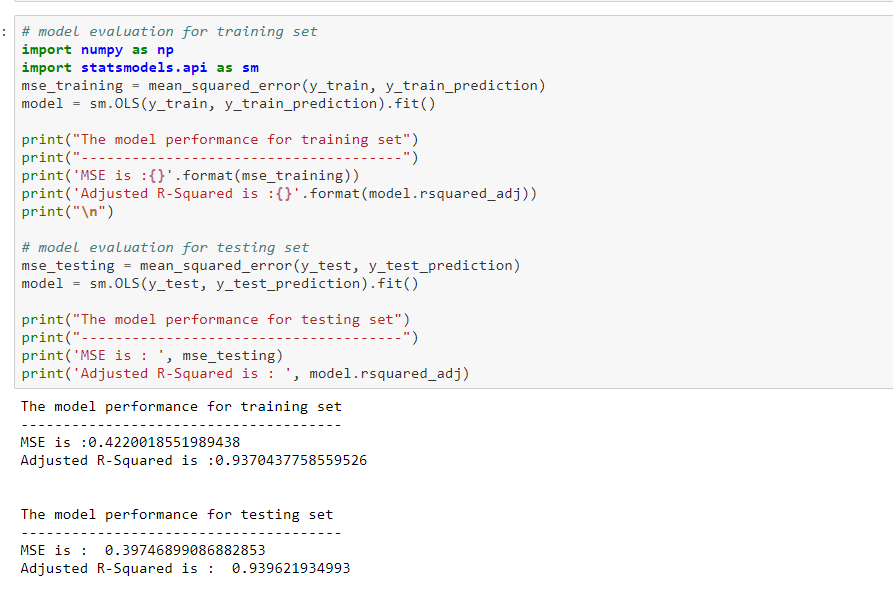 : # model evaluation for training set
import numpy as np
import statsmodels.api as sm
mse_training = mean_squared_error(y_train, y_train_prediction)
model = sm.OLS(y_train, y_train_prediction).fit()
print("The model performance for training set")
print("--------------------------------------")
print('MSE is :{}'.format(mse_training))
print('Adjusted R-Squared is :{}'.format(model.rsquared_adj))
print("\n")
# model evaluation for testing set
mse_testing = mean_squared_error(y_test, y_test_prediction)
model = sm.OLS(y_test, y_test_prediction).fit()
print("The model performance for testing set")
print("--------------------------------------")
print('MSE is : ', mse_testing)
print('Adjusted R-Squared is : ', model.rsquared_adj)
The model performance for training set
--------------------------------------
MSE is :0.4220018551989438
Adjusted R-Squared is :0.9370437758559526
The model performance for testing set
--------------------------------------
MSE is :  0.39746899086882853
Adjusted R-Squared is :  0.939621934993